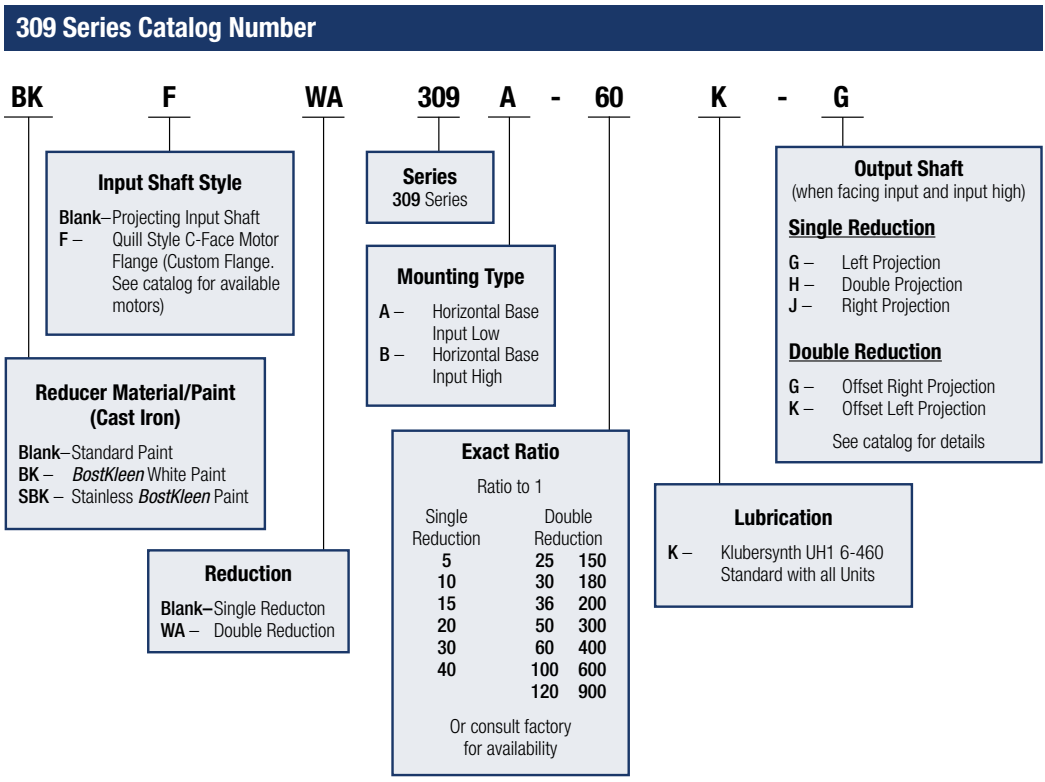 309 Series Catalog Number
BK F WA 309 A - 60 K - G
Input Shaft Style
Blank–Projecting Input Shaft
F – Quill Style C-Face Motor
Flange (Custom Flange.
See catalog for available
motors)
Reducer Material/Paint
(Cast Iron)
Blank–Standard Paint
BK – BostKleen White Paint
SBK – Stainless BostKleen Paint
Reduction
Blank–Single Reducton
WA – Double Reduction
Series
309 Series
Mounting Type
A – Horizontal Base
Input Low
B – Horizontal Base
Input High
Exact Ratio
Ratio to 1
Single Double
Reduction Reduction
5 25 150
10 30 180
15 36 200
20 50 300
30 60 400
40 100 600
120 900
Or consult factory
for availability
Lubrication
K – Klubersynth UH1 6-460
Standard with all Units
Output Shaft
(when facing input and input high)
Single Reduction
G – Left Projection
H – Double Projection
J – Right Projection
Double Reduction
G – Offset Right Projection
K – Offset Left Projection
See catalog for details